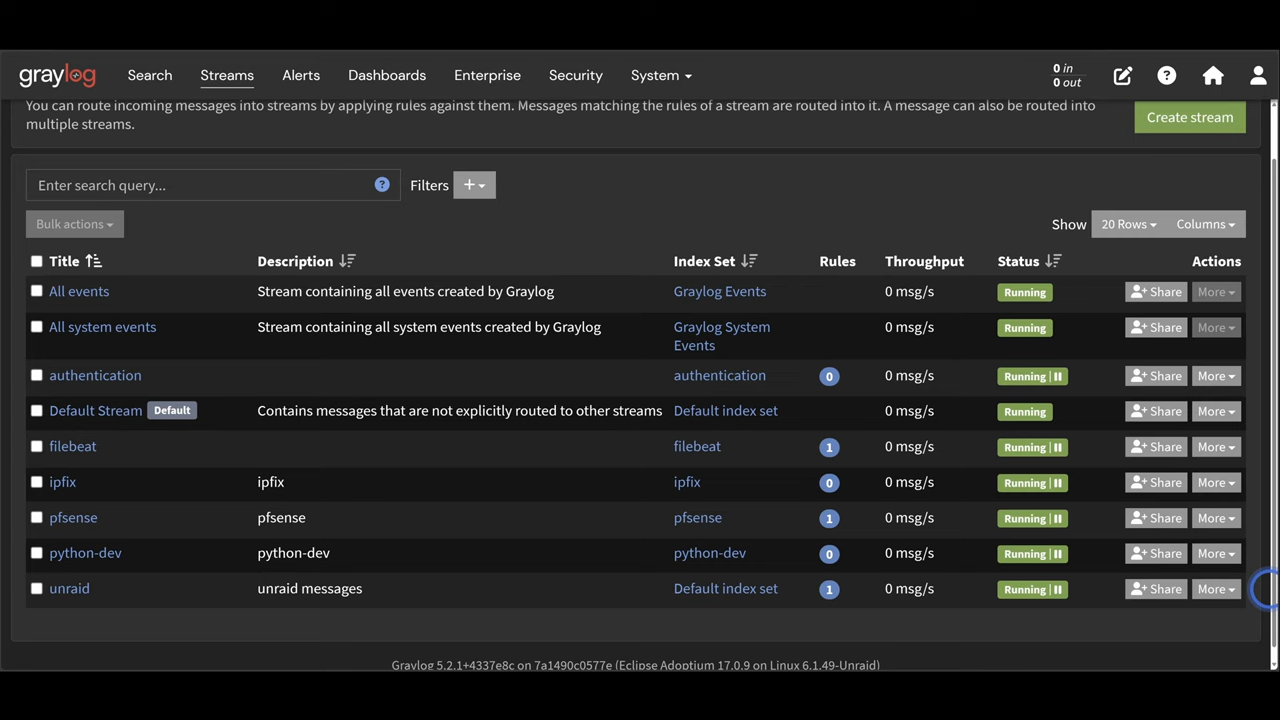 graylog Search Streams Alerts Dashboards Enterprise Security System 0 in
0 out
You can route incoming messages into streams by applying rules against them. Messages matching the rules of a stream are routed into it. A message can also be routed into
multiple streams.
Create stream
Enter search query... ? Filters +
Bulk actions Show 20 Rows Columns
Title Description Index Set Rules Throughput Status Actions
All events Stream containing all events created by Graylog Graylog Events 0 msg/s Running Share More
All system events Stream containing all system events created by Graylog Graylog System 0 msg/s Running Share More
Events
authentication authentication 0 0 msg/s Running Share More
Default Stream Default Contains messages that are not explicitly routed to other streams Default index set 0 msg/s Running Share More
filebeat filebeat 1 0 msg/s Running Share More
ipfix ipfix ipfix 0 0 msg/s Running Share More
pfsense pfsense pfsense 1 0 msg/s Running Share More
python-dev python-dev python-dev 0 0 msg/s Running Share More
unraid unraid messages Default index set 1 0 msg/s Running Share More
Graylog 5.2.1+4337e8c on 7a1490c0577e (Eclipse Adoptium 17.0.9 on Linux 6.1.49-Unraid)